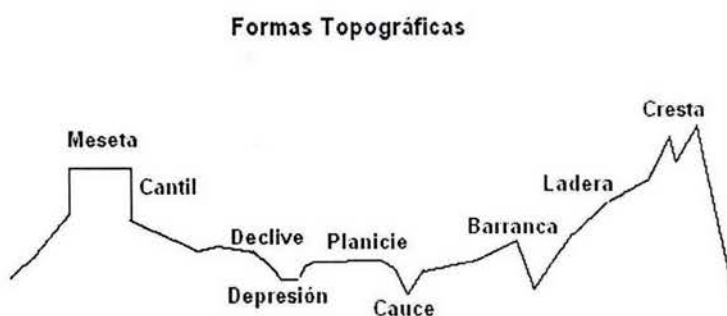 Formas Topográficas
Cresta
Meseta
Cantil
Ladera
Barranca
Declive
Planicie
Depresión
Cauce